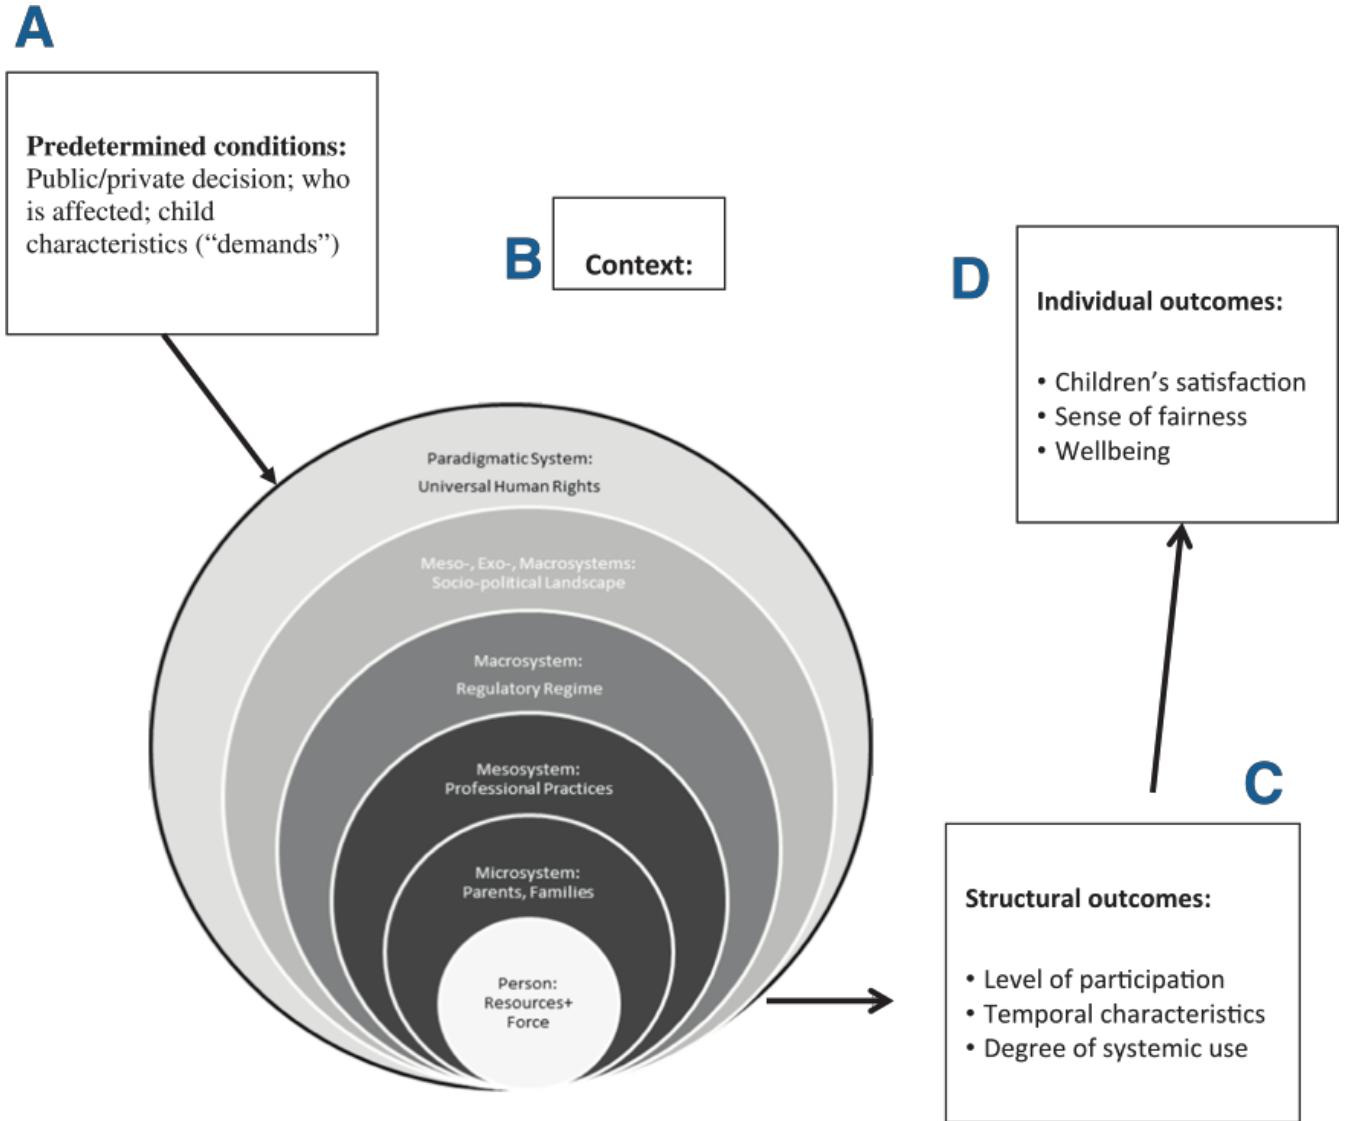 A
Predetermined conditions:
Public/private decision; who
is affected; child
characteristics (“demands”)
B
Context:
Paradigmatic System:
Universal Human Rights
Meso-, Exo-, Macrosystems:
Socio-political Landscape
Macrosystem:
Regulatory Regime
Mesosystem:
Professional Practices
Microsystem:
Parents, Families
Person:
Resources+
Force
C
Structural outcomes:
• Level of participation
• Temporal characteristics
• Degree of systemic use
D
Individual outcomes:
• Children’s satisfaction
• Sense of fairness
• Wellbeing